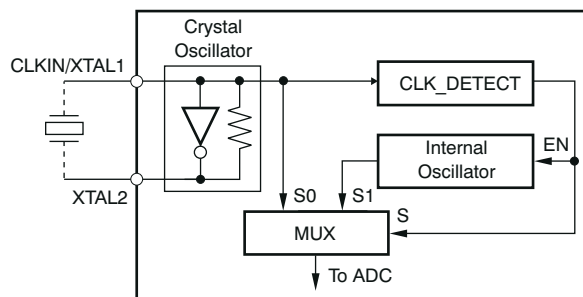 Crystal
Oscillator
CLKIN/XTAL1
CLK_DETECT
Internal
Oscillator
EN
XTAL2
S0
S1
S
MUX
To ADC